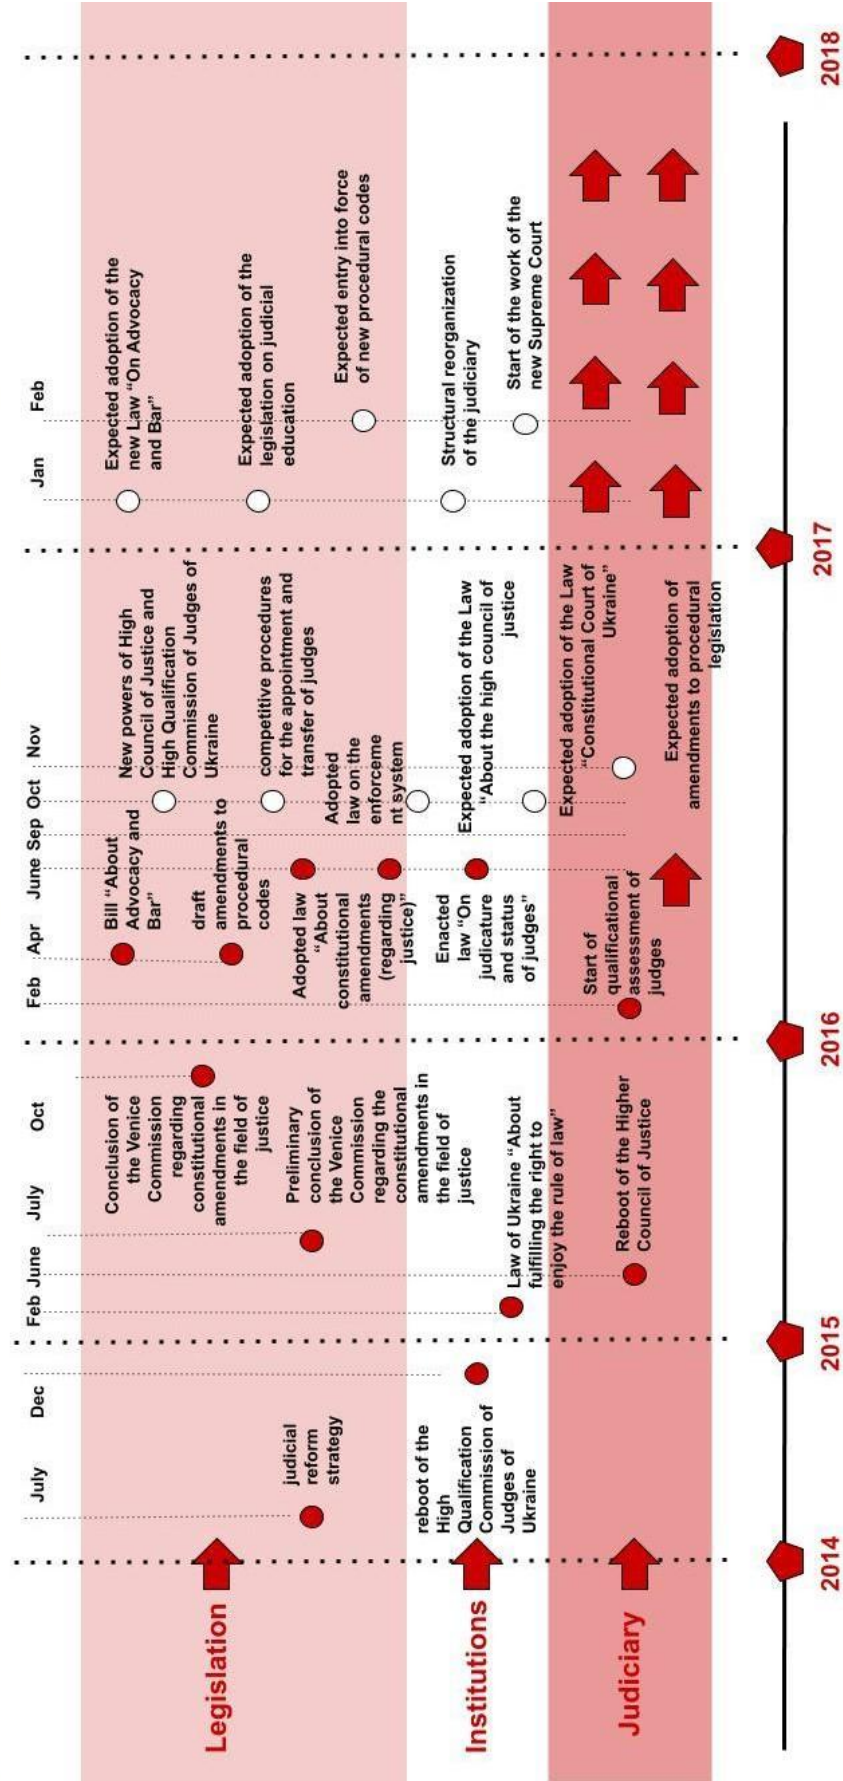 July
Dec
Feb
June
July
Oct
Feb
Apr
June
Sep
Oct
Nov
Jan
Feb
Legislation
judicial
reform
strategy
Conclusion of
the Venice
Commission
regarding
constitutional
amendments in
the field of
justice
Preliminary
conclusion of
the Venice
Commission
regarding the
constitutional
amendments in
the field of
justice
Bill “About
Advocacy and
Bar”
draft
amendments to
procedural
codes
Adopted law
“About
constitutional
amendments
(regarding
justice)”
New powers of High
Council of Justice and
High Qualification
Commission of Judges of
Ukraine
competitive procedures
for the appointment and
transfer of judges
Adopted
law on the
enforceme
nt system
Expected adoption of the
new Law “On Advocacy
and Bar”
Expected adoption of the
legislation on judicial
education
Expected entry into force
of new procedural codes
Institutions
reboot of the
High
Qualification
Commission of
Judges of
Ukraine
Law of Ukraine “About
fulfilling the right to
enjoy the rule of law”
Enacted
law “On
judicature
and status
of judges”
Expected adoption of the Law
“About the high council of
justice
Structural reorganization
of the judiciary
Start of the work of the
new Supreme Court
Judiciary
Reboot of the Higher
Council of Justice
Start of
qualificational
assessment of
judges
Expected adoption of the Law
“Constitutional Court of
Ukraine”
Expected adoption of
amendments to procedural
legislation
2014
2015
2016
2017
2018